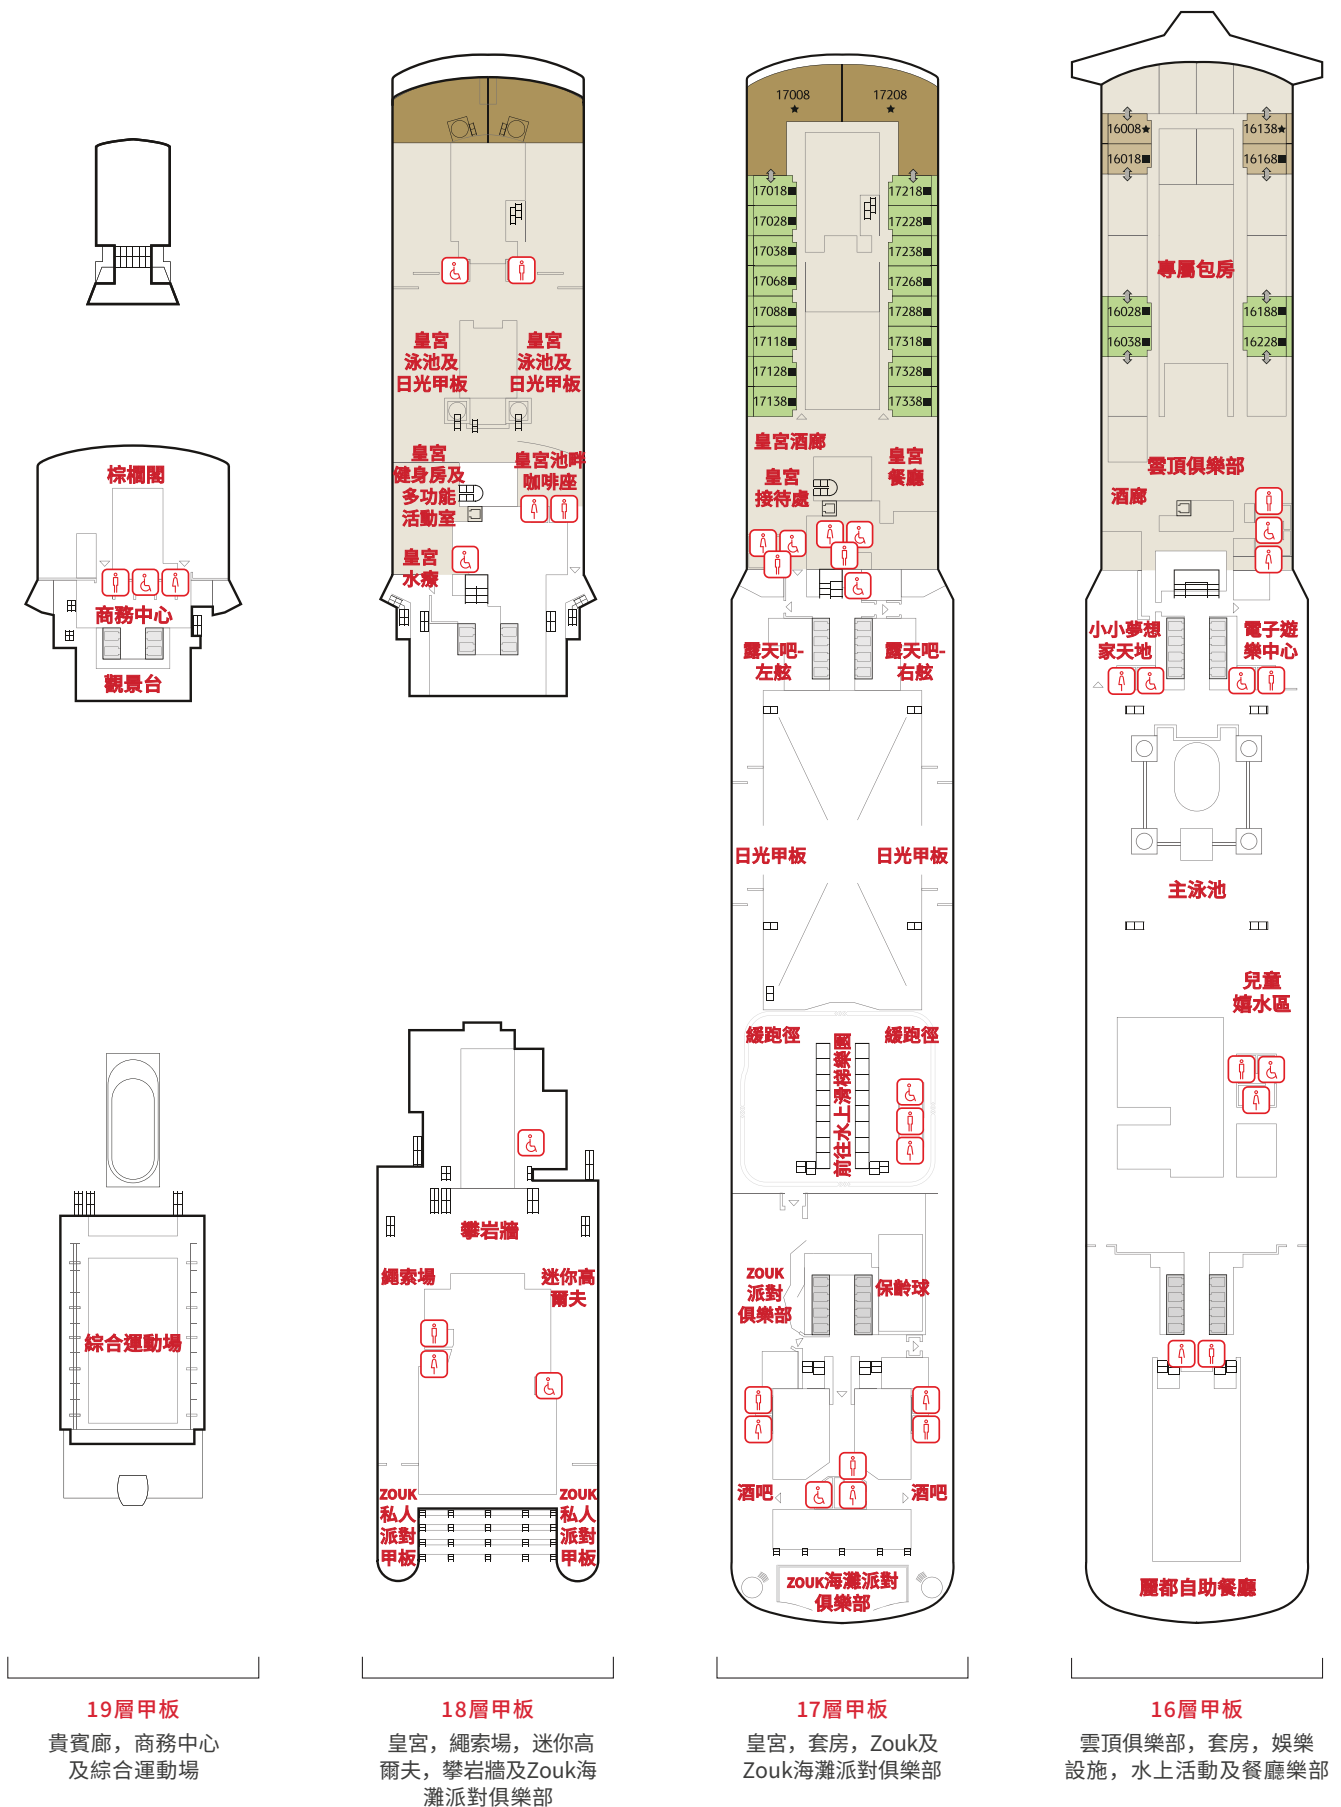 棕櫚閣
商務中心
觀景台
綜合運動場
19層甲板
貴賓廊，商務中心
及綜合運動場
皇宮
泳池及
日光甲板
皇宮
泳池及
日光甲板
皇宮
健身房及
多功能
活動室
皇宮池畔
咖啡座
皇宮
水療
攀岩牆
繩索場
迷你高
爾夫
ZOUK
私人
派對
甲板
ZOUK
私人
派對
甲板
18層甲板
皇宮，繩索場，迷你高
爾夫，攀岩牆及Zouk海
灘派對俱樂部
17008
17208
17018
17218
17028
17228
17038
17238
17068
17268
17088
17288
17118
17318
17128
17328
17138
17338
皇宮酒廊
皇宮
餐廳
皇宮
接待處
露天吧-
左舷
露天吧-
右舷
日光甲板
日光甲板
緩跑徑
緩跑徑
前往水上滑梯樂園
ZOUK
派對
俱樂部
保齡球
酒吧
酒吧
ZOUK海灘派對
俱樂部
17層甲板
皇宮，套房，Zouk及
Zouk海灘派對俱樂部
16008
16138
16018
16168
專屬包房
16028
16188
16038
16228
雲頂俱樂部
酒廊
小小夢想
家天地
電子遊
樂中心
主泳池
兒童
嬉水區
麗都自助餐廳
16層甲板
雲頂俱樂部，套房，娛樂
設施，水上活動及餐廳樂部